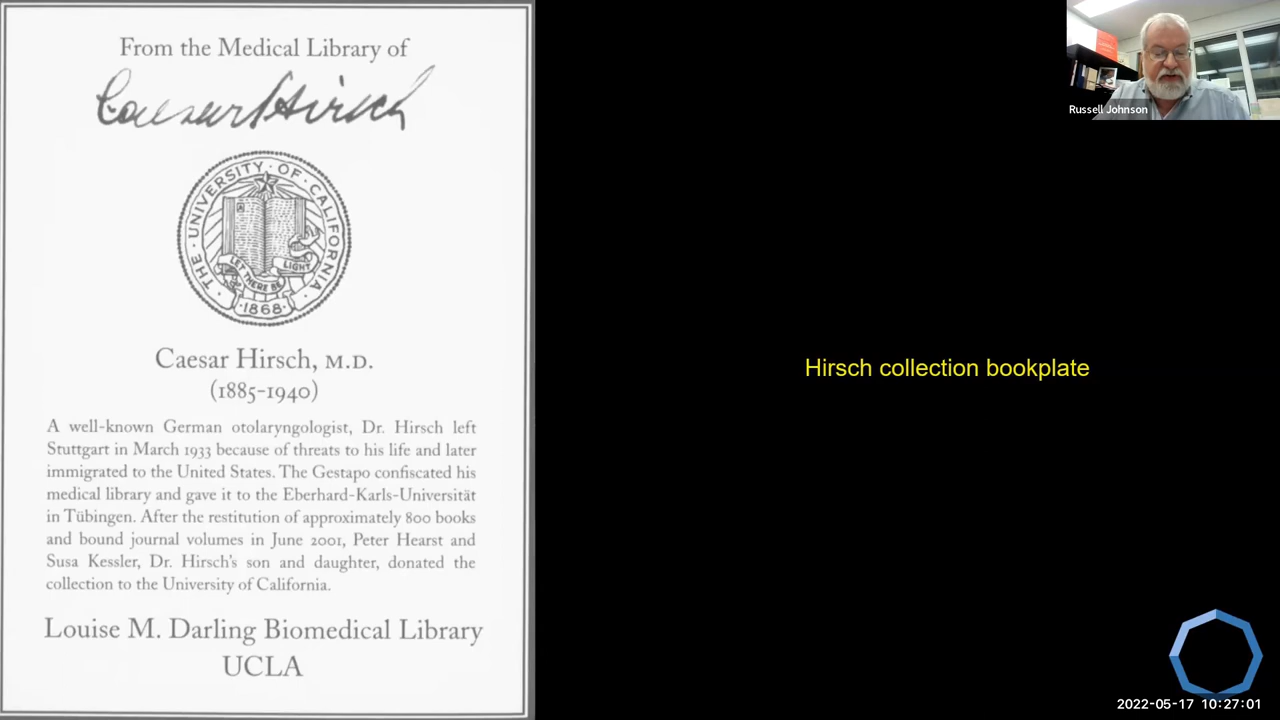 From the Medical Library of
Caesar Hirsch
THE · UNIVERSITY · OF · CALIFORNIA ·
A
LET THERE BE LIGHT
·1868·
Caesar Hirsch, M.D.
(1885-1940)
A well-known German otolaryngologist, Dr. Hirsch left
Stuttgart in March 1933 because of threats to his life and later
immigrated to the United States. The Gestapo confiscated his
medical library and gave it to the Eberhard-Karls-Universität
in Tübingen. After the restitution of approximately 800 books
and bound journal volumes in June 2001, Peter Hearst and
Susa Kessler, Dr. Hirsch's son and daughter, donated the
collection to the University of California.
Louise M. Darling Biomedical Library
UCLA
Hirsch collection bookplate
Russell Johnson
2022-05-17 10:27:01